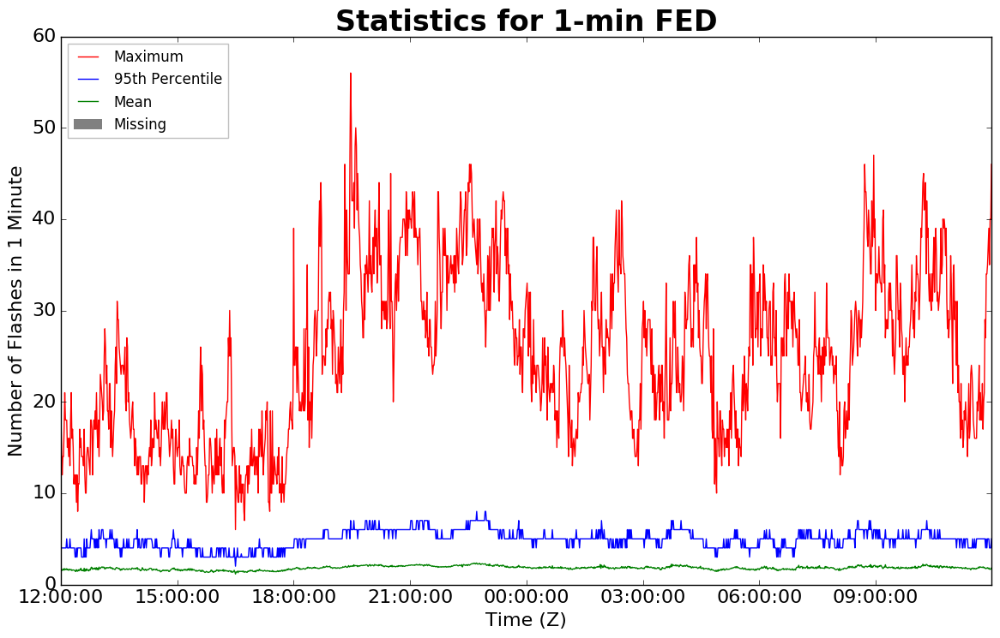 Statistics for 1-min FED
60
50
40
30
20
10
0
Number of Flashes in 1 Minute
Maximum
95th Percentile
Mean
Missing
12:00:00 15:00:00 18:00:00 21:00:00 00:00:00 03:00:00 06:00:00 09:00:00
Time (Z)